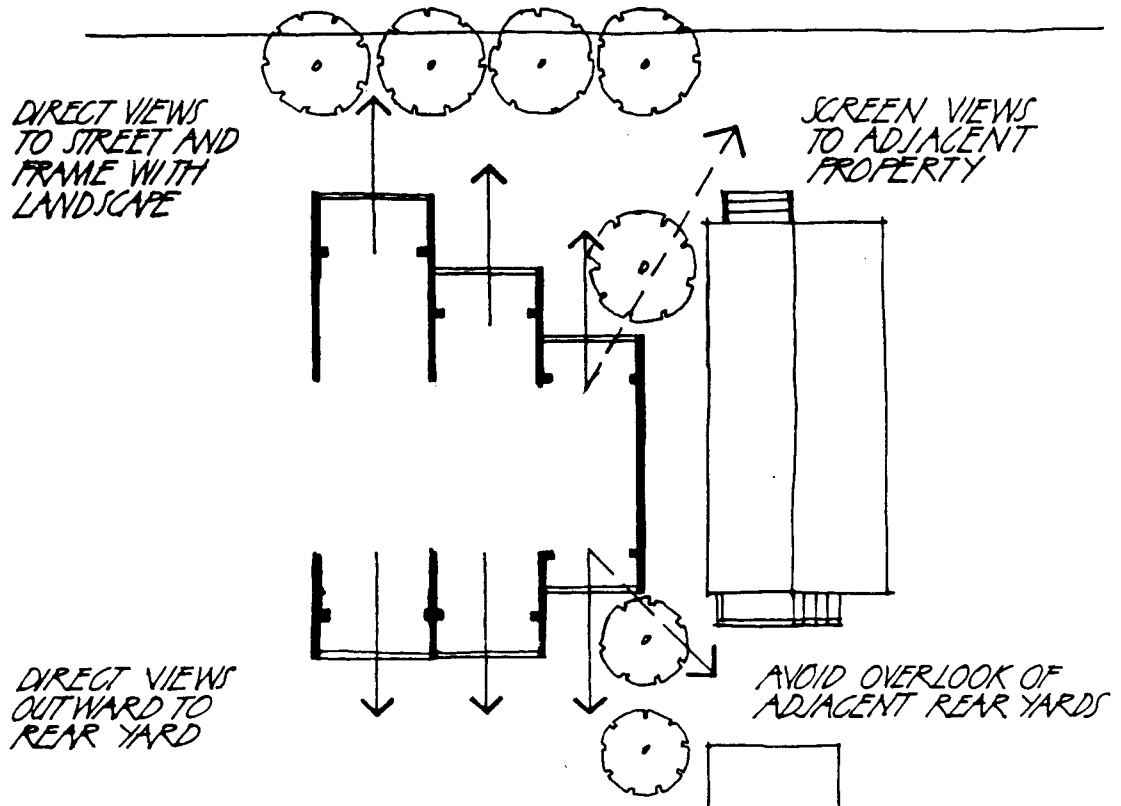 DIRECT VIEWS
TO STREET AND
FRAME WITH
LANDSCAPE
SCREEN VIEWS
TO ADJACENT
PROPERTY
DIRECT VIEWS
OUTWARD TO
REAR YARD
AVOID OVERLOOK OF
ADJACENT REAR YARDS